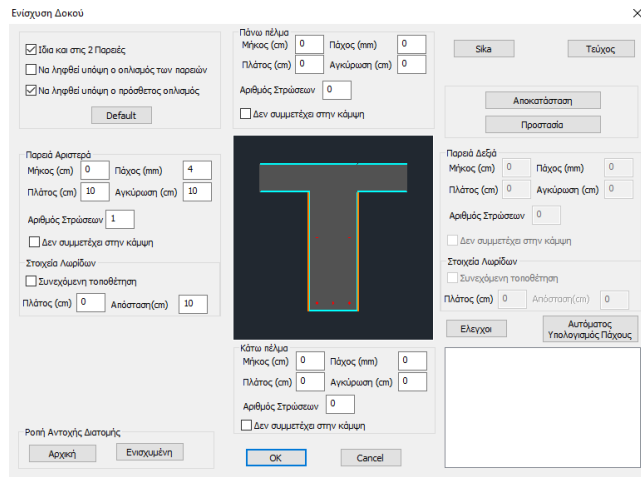 Ενίσχυση Δοκού
Ιδια και στις 2 Παρειές
Να ληφθεί υπόψη ο οπλισμός των παρειών
Να ληφθεί υπόψη ο πρόσθετος οπλισμός
Default
Πάνω πέλμα
Μήκος (cm) 0 Πάχος (mm) 0
Πλάτος (cm) 0 Αγκύρωση (cm) 0
Αριθμός Στρώσεων 0
Δεν συμμετέχει στην κάμψη
Sika Τεύχος
Αποκατάσταση
Προστασία
Παρειά Αριστερά
Μήκος (cm) 0 Πάχος (mm) 4
Πλάτος (cm) 10 Αγκύρωση (cm) 10
Αριθμός Στρώσεων 1
Δεν συμμετέχει στην κάμψη
Στοιχεία Λωρίδων
Συνεχόμενη τοποθέτηση
Πλάτος (cm) 0 Απόσταση(cm) 10
Παρειά Δεξιά
Μήκος (cm) 0 Πάχος (mm) 0
Πλάτος (cm) 0 Αγκύρωση (cm) 0
Αριθμός Στρώσεων 0
Δεν συμμετέχει στην κάμψη
Στοιχεία Λωρίδων
Συνεχόμενη τοποθέτηση
Πλάτος (cm) 0 Απόσταση(cm) 0
Ελεγχοι
Αυτόματος
Υπολογισμός Πάχους
Κάτω πέλμα
Μήκος (cm) 0 Πάχος (mm) 0
Πλάτος (cm) 0 Αγκύρωση (cm) 0
Αριθμός Στρώσεων 0
Δεν συμμετέχει στην κάμψη
Ροπή Αντοχής Διατομής
Αρχική Ενισχυμένη
OK Cancel